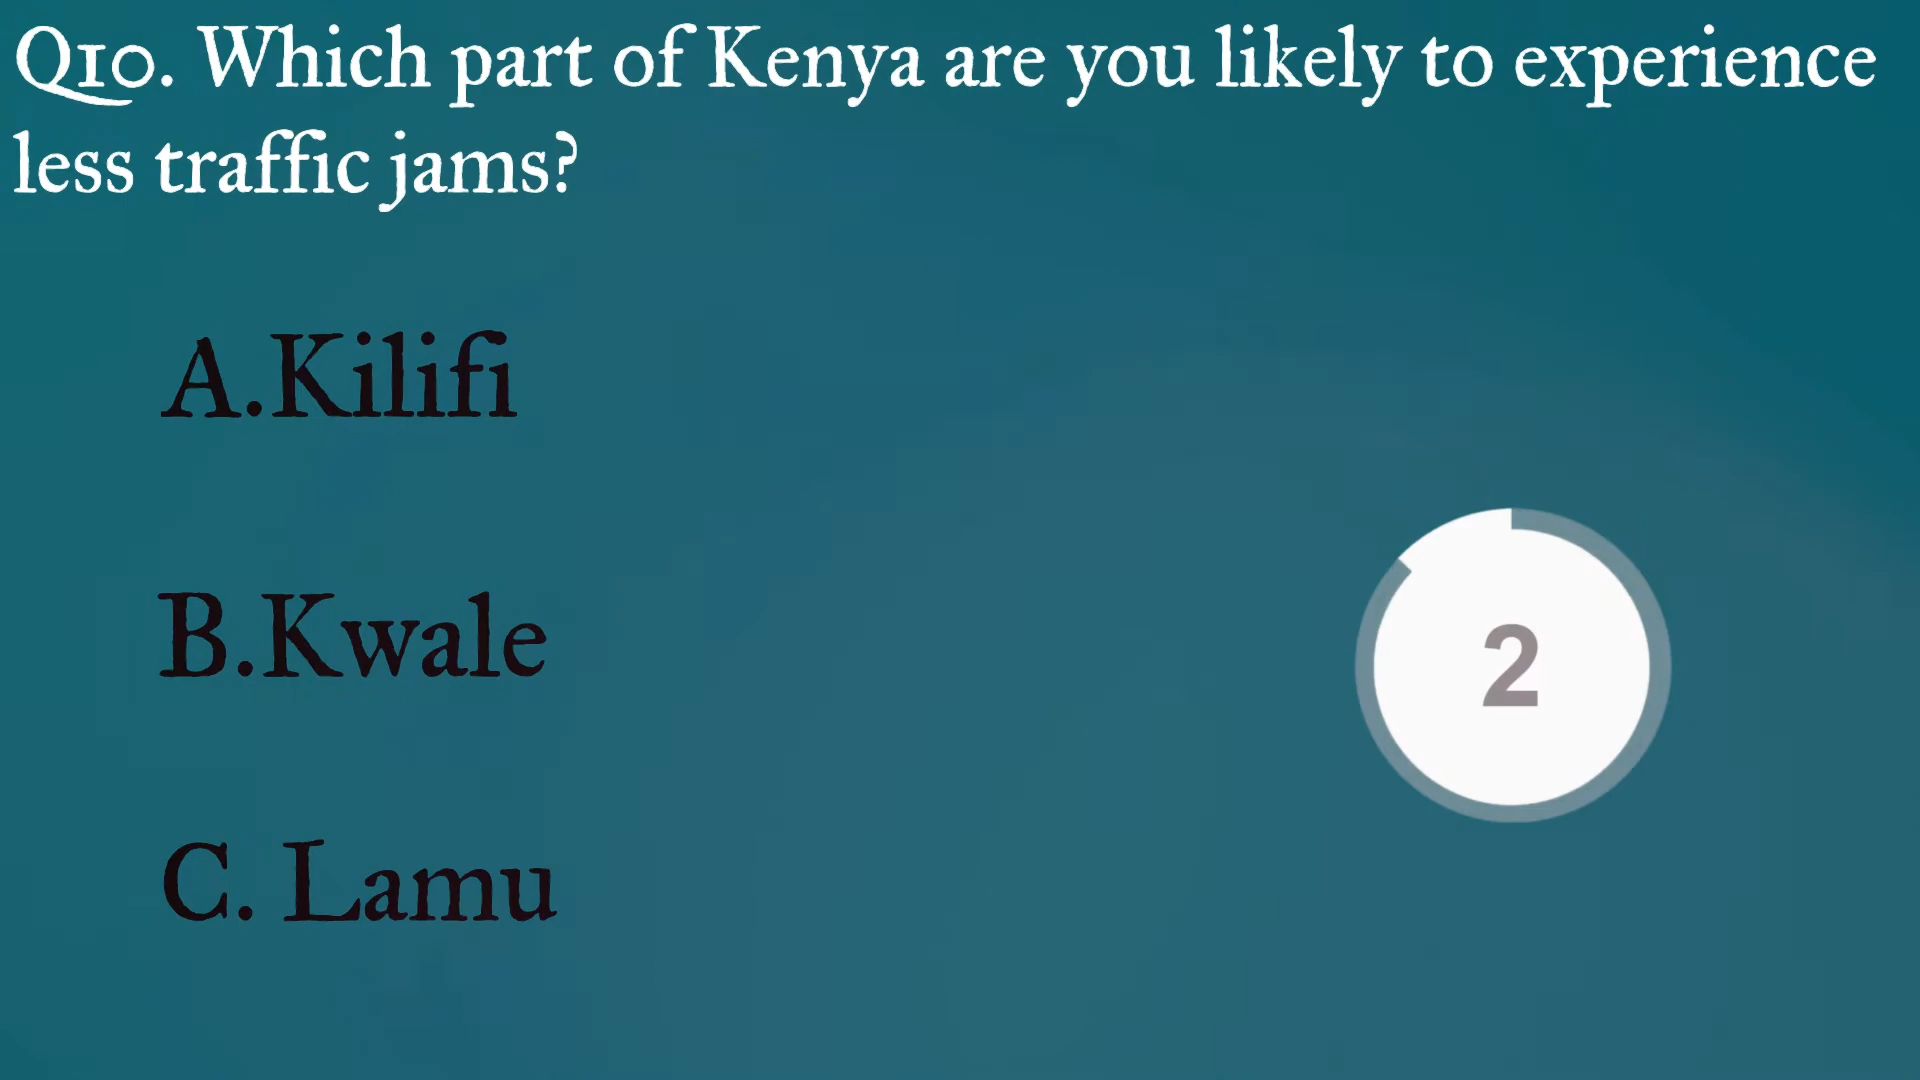 Q10. Which part of Kenya are you likely to experience
less traffic jams?
A.Kilifi
B.Kwale
2
C. Lamu